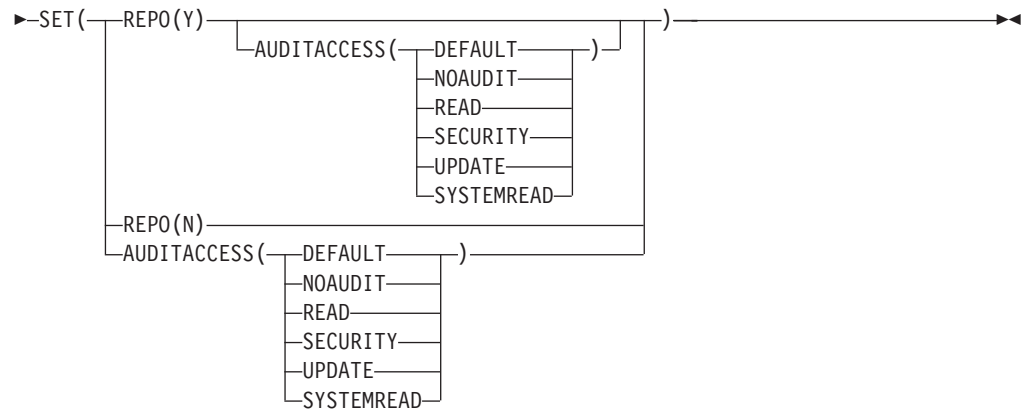 SET( REPO(Y) )
AUDITACCESS( DEFAULT )
NOAUDIT
READ
SECURITY
UPDATE
SYSTEMREAD
REPO(N)
AUDITACCESS( DEFAULT )
NOAUDIT
READ
SECURITY
UPDATE
SYSTEMREAD